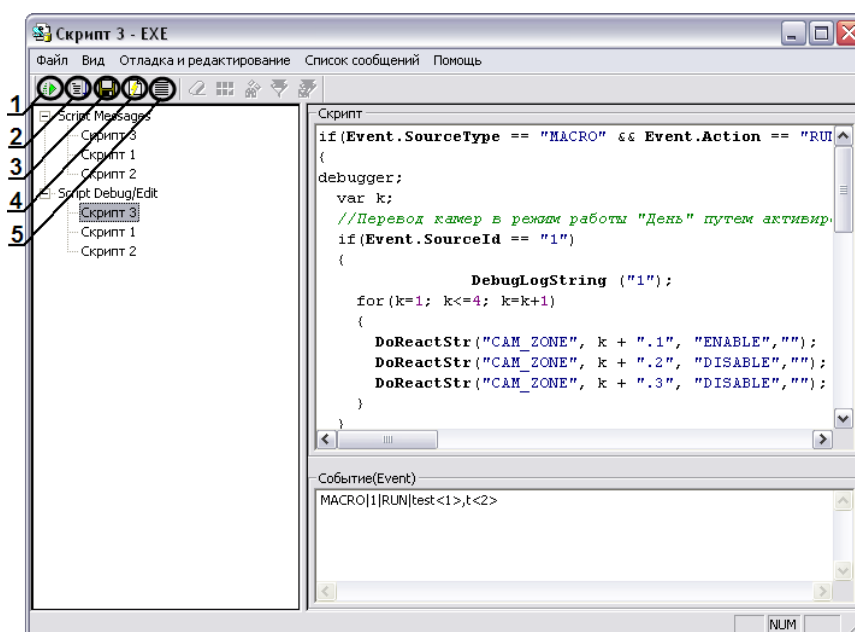 Скрипт 3 - EXE
Файл Вид Отладка и редактирование Список сообщений Помощь
1
2
3
4
5
Script Messages
Скрипт 3
Скрипт 1
Скрипт 2
Script Debug/Edit
Скрипт 3
Скрипт 1
Скрипт 2
Скрипт
if(Event.SourceType == "MACRO" && Event.Action == "RUI
{
debugger;
var k;
//Перевод камер в режим работы "День" путем активир
if(Event.SourceId == "1")
{
DebugLogString ("1");
for(k=1; k<=4; k=k+1)
{
DoReactStr("CAM_ZONE", k + ".1", "ENABLE","");
DoReactStr("CAM_ZONE", k + ".2", "DISABLE","");
DoReactStr("CAM_ZONE", k + ".3", "DISABLE","");
}
}
Событие(Event)
MACRO|1|RUN|test<1>,t<2>
NUM